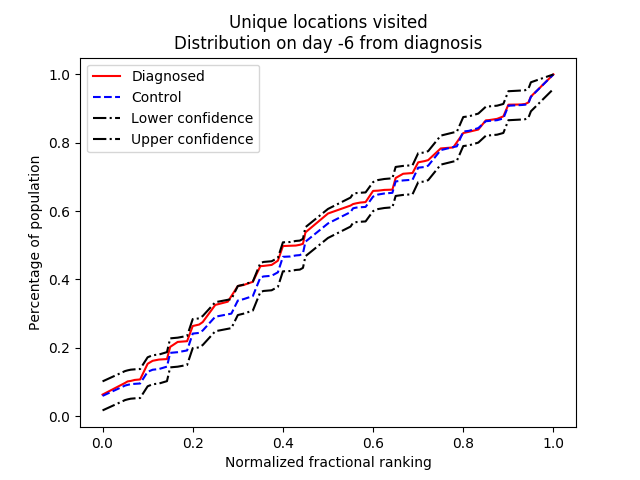 Unique locations visited
Distribution on day -6 from diagnosis
Diagnosed
Control
Lower confidence
Upper confidence
Percentage of population
1.0
0.8
0.6
0.4
0.2
0.0
0.0 0.2 0.4 0.6 0.8 1.0
Normalized fractional ranking